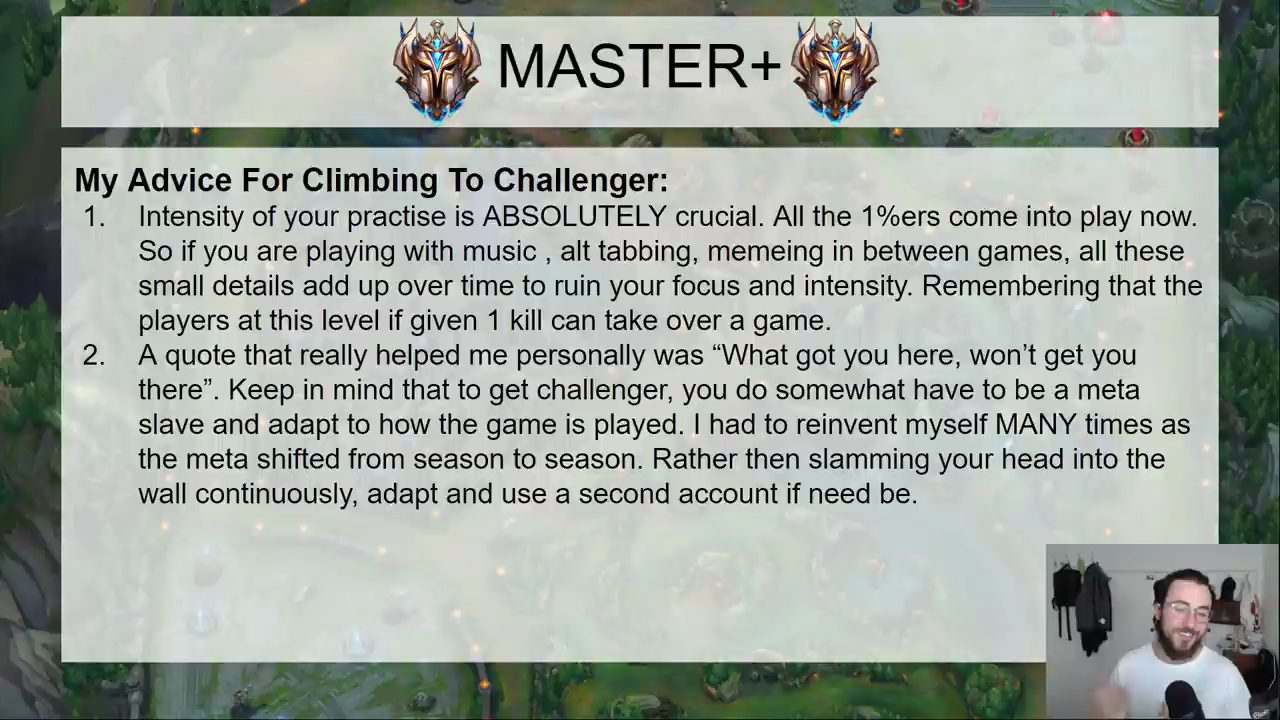 MASTER+
My Advice For Climbing To Challenger:
1. Intensity of your practise is ABSOLUTELY crucial. All the 1%ers come into play now.
So if you are playing with music , alt tabbing, memeing in between games, all these
small details add up over time to ruin your focus and intensity. Remembering that the
players at this level if given 1 kill can take over a game.
2. A quote that really helped me personally was “What got you here, won’t get you
there”. Keep in mind that to get challenger, you do somewhat have to be a meta
slave and adapt to how the game is played. I had to reinvent myself MANY times as
the meta shifted from season to season. Rather then slamming your head into the
wall continuously, adapt and use a second account if need be.